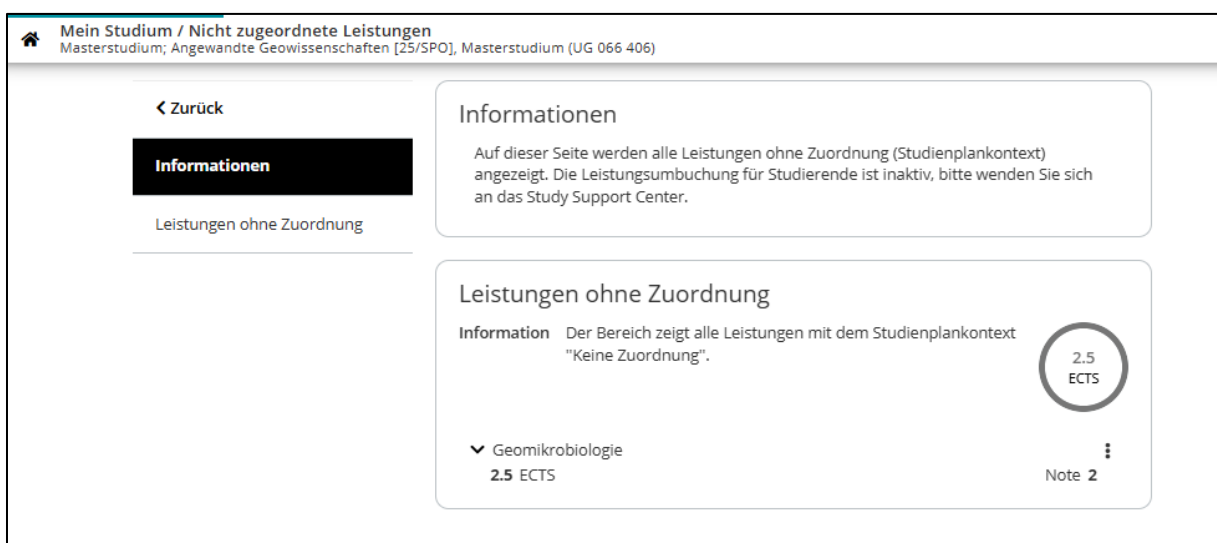 Mein Studium / Nicht zugeordnete Leistungen
Masterstudium; Angewandte Geowissenschaften [25/SPO], Masterstudium (UG 066 406)
Zurück
Informationen
Leistungen ohne Zuordnung
Informationen
Auf dieser Seite werden alle Leistungen ohne Zuordnung (Studienplankontext)
angezeigt. Die Leistungsumbuchung für Studierende ist inaktiv, bitte wenden Sie sich
an das Study Support Center.
Leistungen ohne Zuordnung
Information Der Bereich zeigt alle Leistungen mit dem Studienplankontext
"Keine Zuordnung".
2.5
ECTS
Geomikrobiologie
2.5 ECTS Note 2